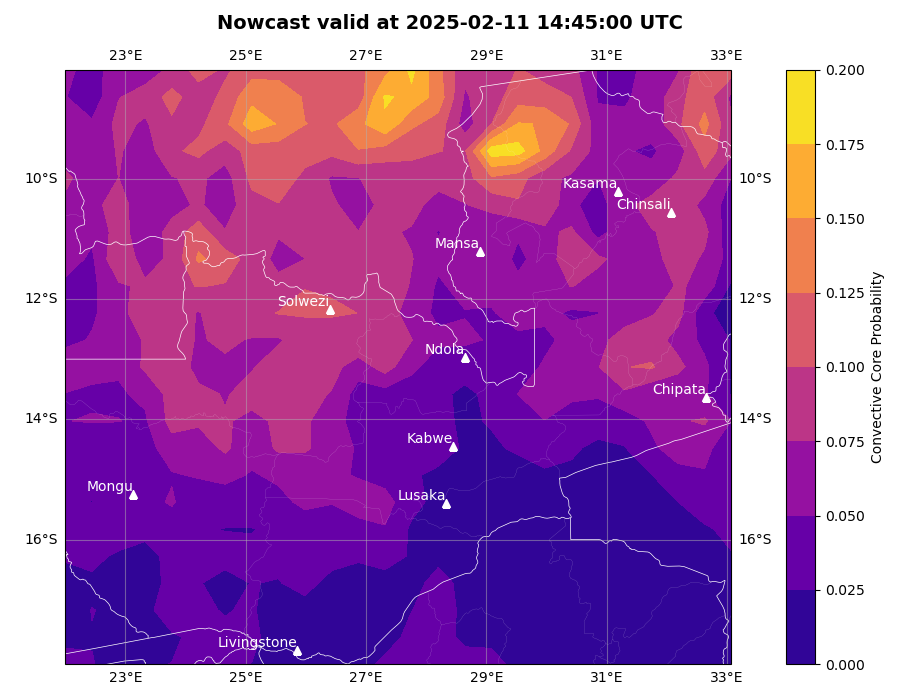 Nowcast valid at 2025-02-11 14:45:00 UTC
23°E 25°E 27°E 29°E 31°E 33°E
0.200
0.175
10°S 10°S
Kasama
Chinsali
0.150
Mansa
0.125
12°S 12°S
Solwezi
Ndola
0.100
Chipata
14°S 14°S
0.075
Kabwe
Mongu
Lusaka
0.050
16°S 16°S
0.025
Livingstone
0.000
23°E 25°E 27°E 29°E 31°E 33°E
Convective Core Probability